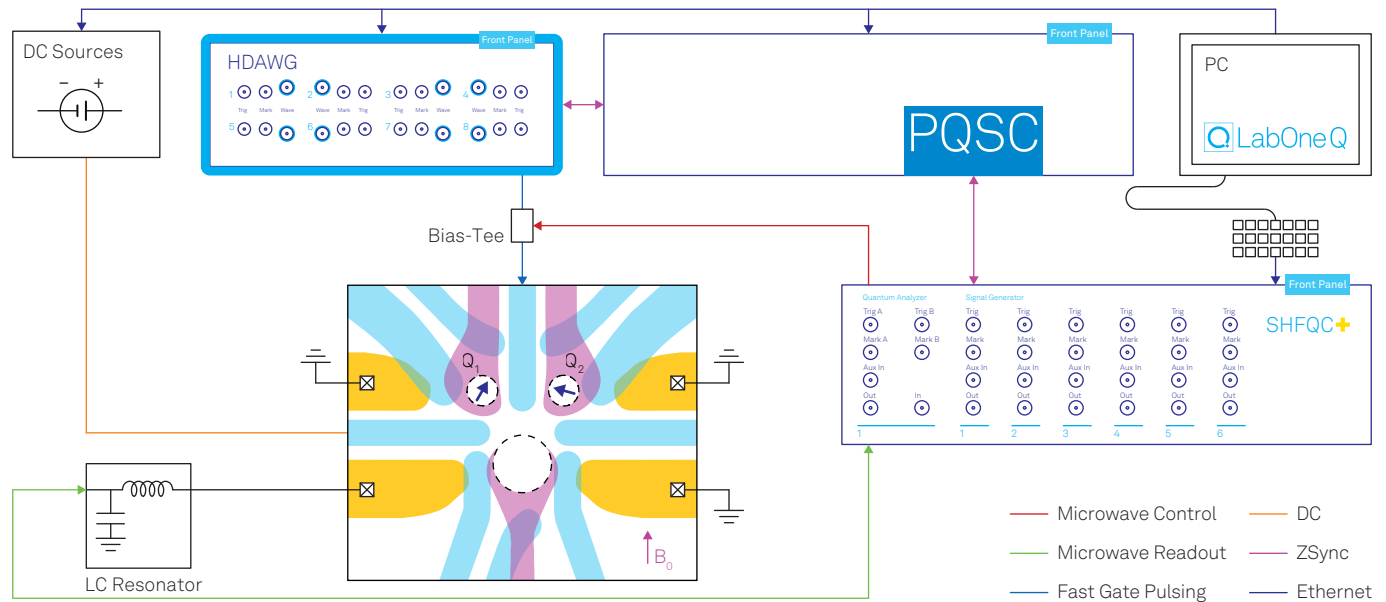 DC Sources
− +
Front Panel
HDAWG
1 2 3 4
Trig Mark Wave Wave Mark Trig Trig Mark Wave Wave Mark Trig
5 6 7 8
Front Panel
PQSC
PC
LabOne Q
Bias-Tee
Front Panel
Quantum Analyzer Signal Generator
SHFQC+
Trig A Trig B Trig Trig Trig Trig Trig Trig
Mark A Mark B Mark Mark Mark Mark Mark Mark
Aux In Aux In Aux In Aux In Aux In Aux In Aux In
Out In Out Out Out Out Out Out
1 1 2 3 4 5 6
Q1 Q2
B0
LC Resonator
Microwave Control
Microwave Readout
Fast Gate Pulsing
DC
ZSync
Ethernet